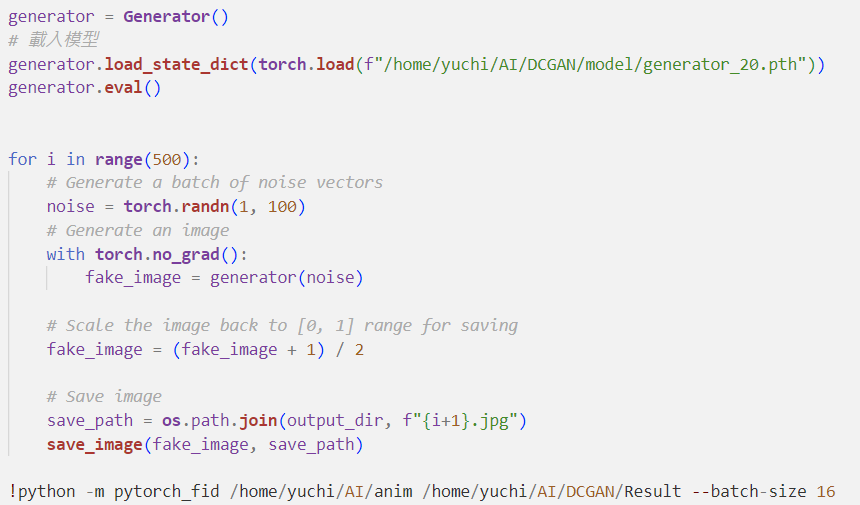 generator = Generator()
# 載入模型
generator.load_state_dict(torch.load(f"/home/yuchi/AI/DCGAN/model/generator_20.pth"))
generator.eval()
for i in range(500):
    # Generate a batch of noise vectors
    noise = torch.randn(1, 100)
    # Generate an image
    with torch.no_grad():
        fake_image = generator(noise)
    # Scale the image back to [0, 1] range for saving
    fake_image = (fake_image + 1) / 2
    # Save image
    save_path = os.path.join(output_dir, f"{i+1}.jpg")
    save_image(fake_image, save_path)
!python -m pytorch_fid /home/yuchi/AI/anim /home/yuchi/AI/DCGAN/Result --batch-size 16